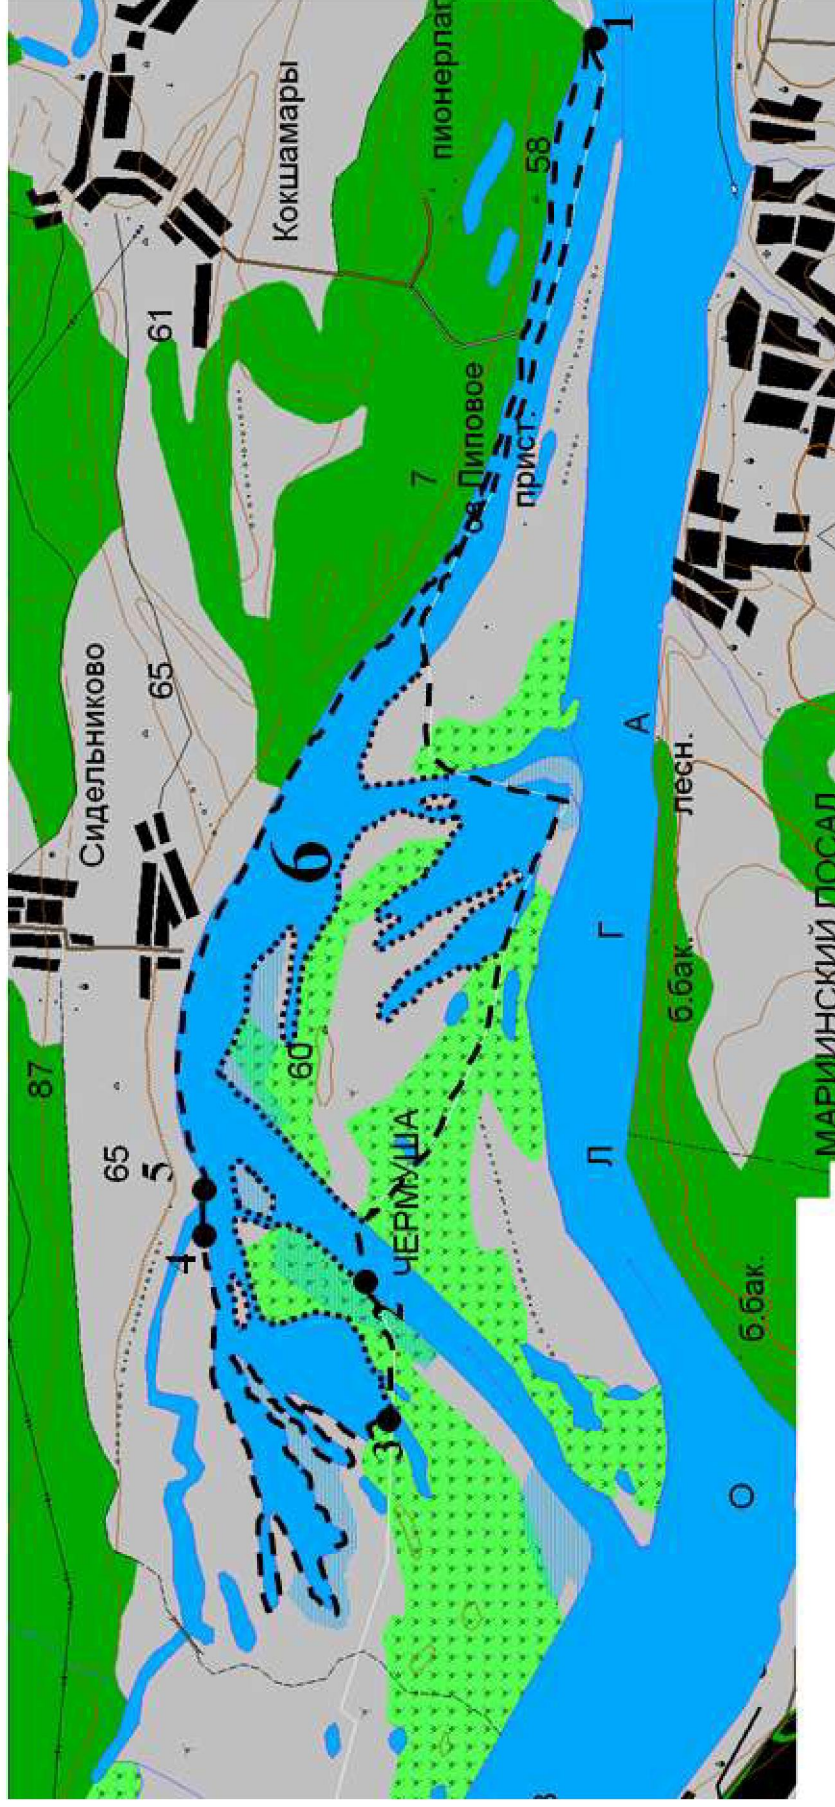 87
65
5
4
Сидельниково
65
61
Кокшамары
6
60
ЧЕРМУША
2
3
7
оз Липовое
прист.
58
пионерлаг
1
В
О
Л
Г
А
б.бак.
б.бак.
лесн.
МАРИИНСКИЙ ПОСАД